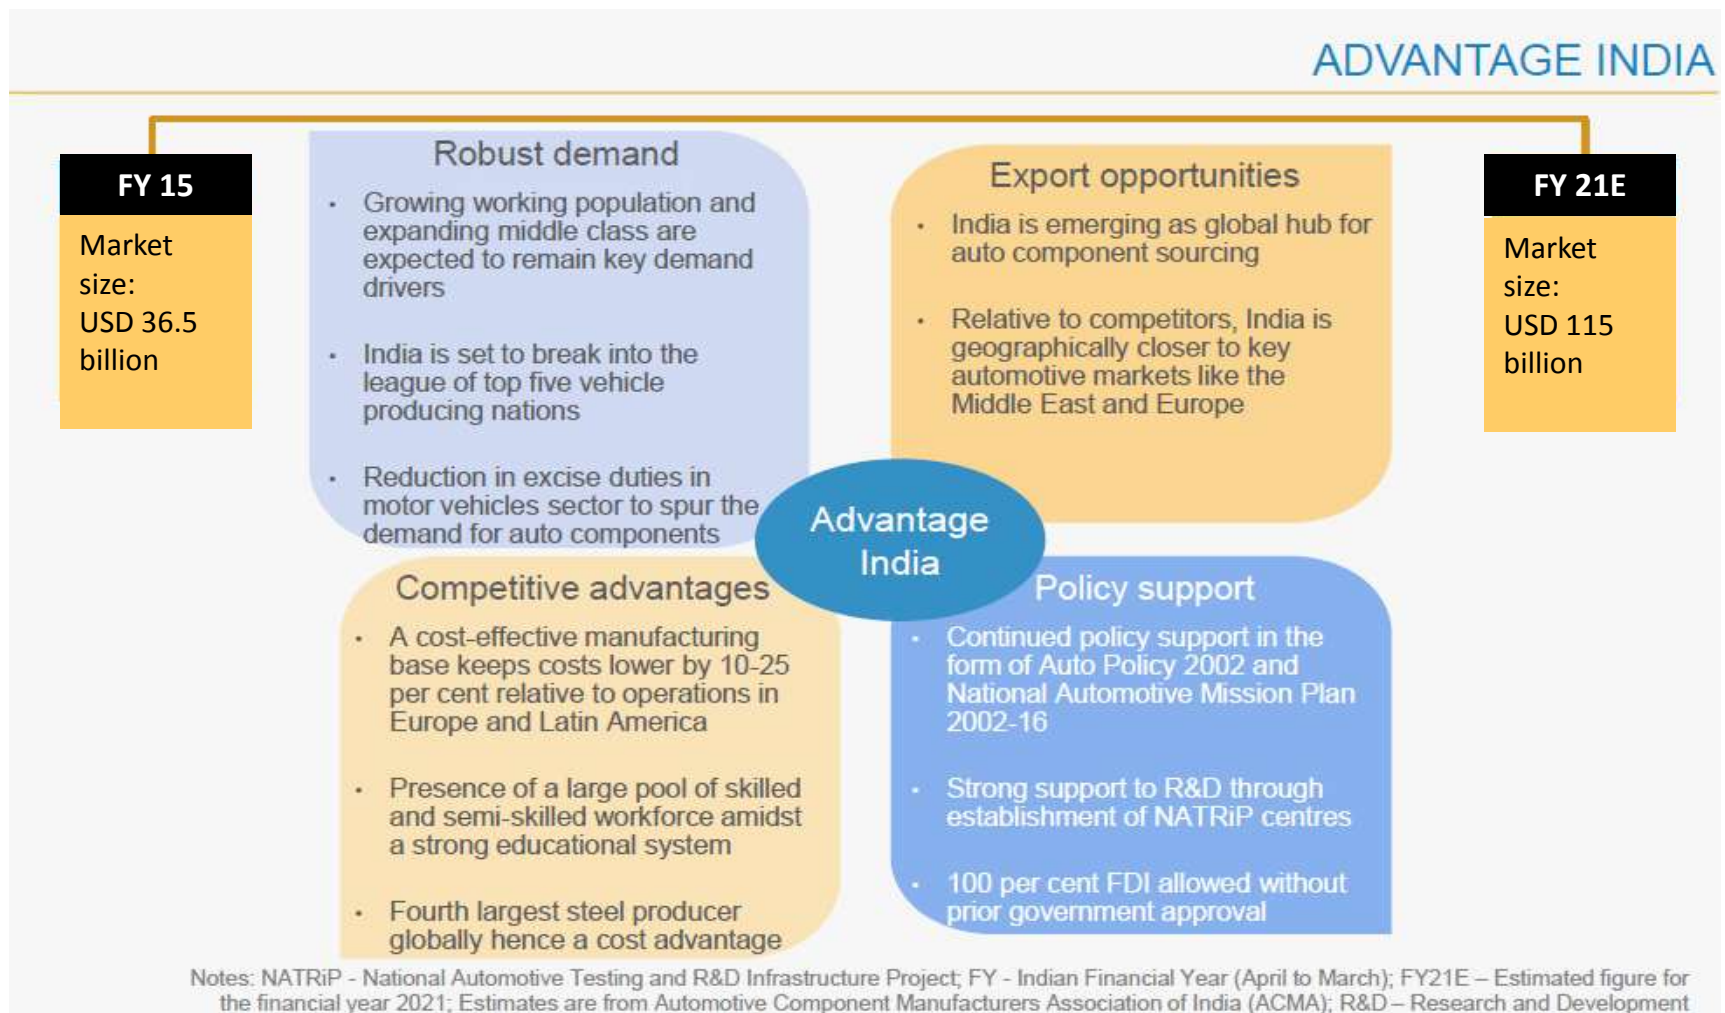 ADVANTAGE INDIA
FY 15
Market
size:
USD 36.5
billion
Robust demand
• Growing working population and
expanding middle class are
expected to remain key demand
drivers
• India is set to break into the
league of top five vehicle
producing nations
• Reduction in excise duties in
motor vehicles sector to spur the
demand for auto components
Export opportunities
• India is emerging as global hub for
auto component sourcing
• Relative to competitors, India is
geographically closer to key
automotive markets like the
Middle East and Europe
FY 21E
Market
size:
USD 115
billion
Advantage
India
Competitive advantages
• A cost-effective manufacturing
base keeps costs lower by 10-25
per cent relative to operations in
Europe and Latin America
• Presence of a large pool of skilled
and semi-skilled workforce amidst
a strong educational system
• Fourth largest steel producer
globally hence a cost advantage
Policy support
• Continued policy support in the
form of Auto Policy 2002 and
National Automotive Mission Plan
2002-16
• Strong support to R&D through
establishment of NATRiP centres
• 100 per cent FDI allowed without
prior government approval
Notes: NATRiP - National Automotive Testing and R&D Infrastructure Project; FY - Indian Financial Year (April to March); FY21E – Estimated figure for
the financial year 2021; Estimates are from Automotive Component Manufacturers Association of India (ACMA); R&D – Research and Development